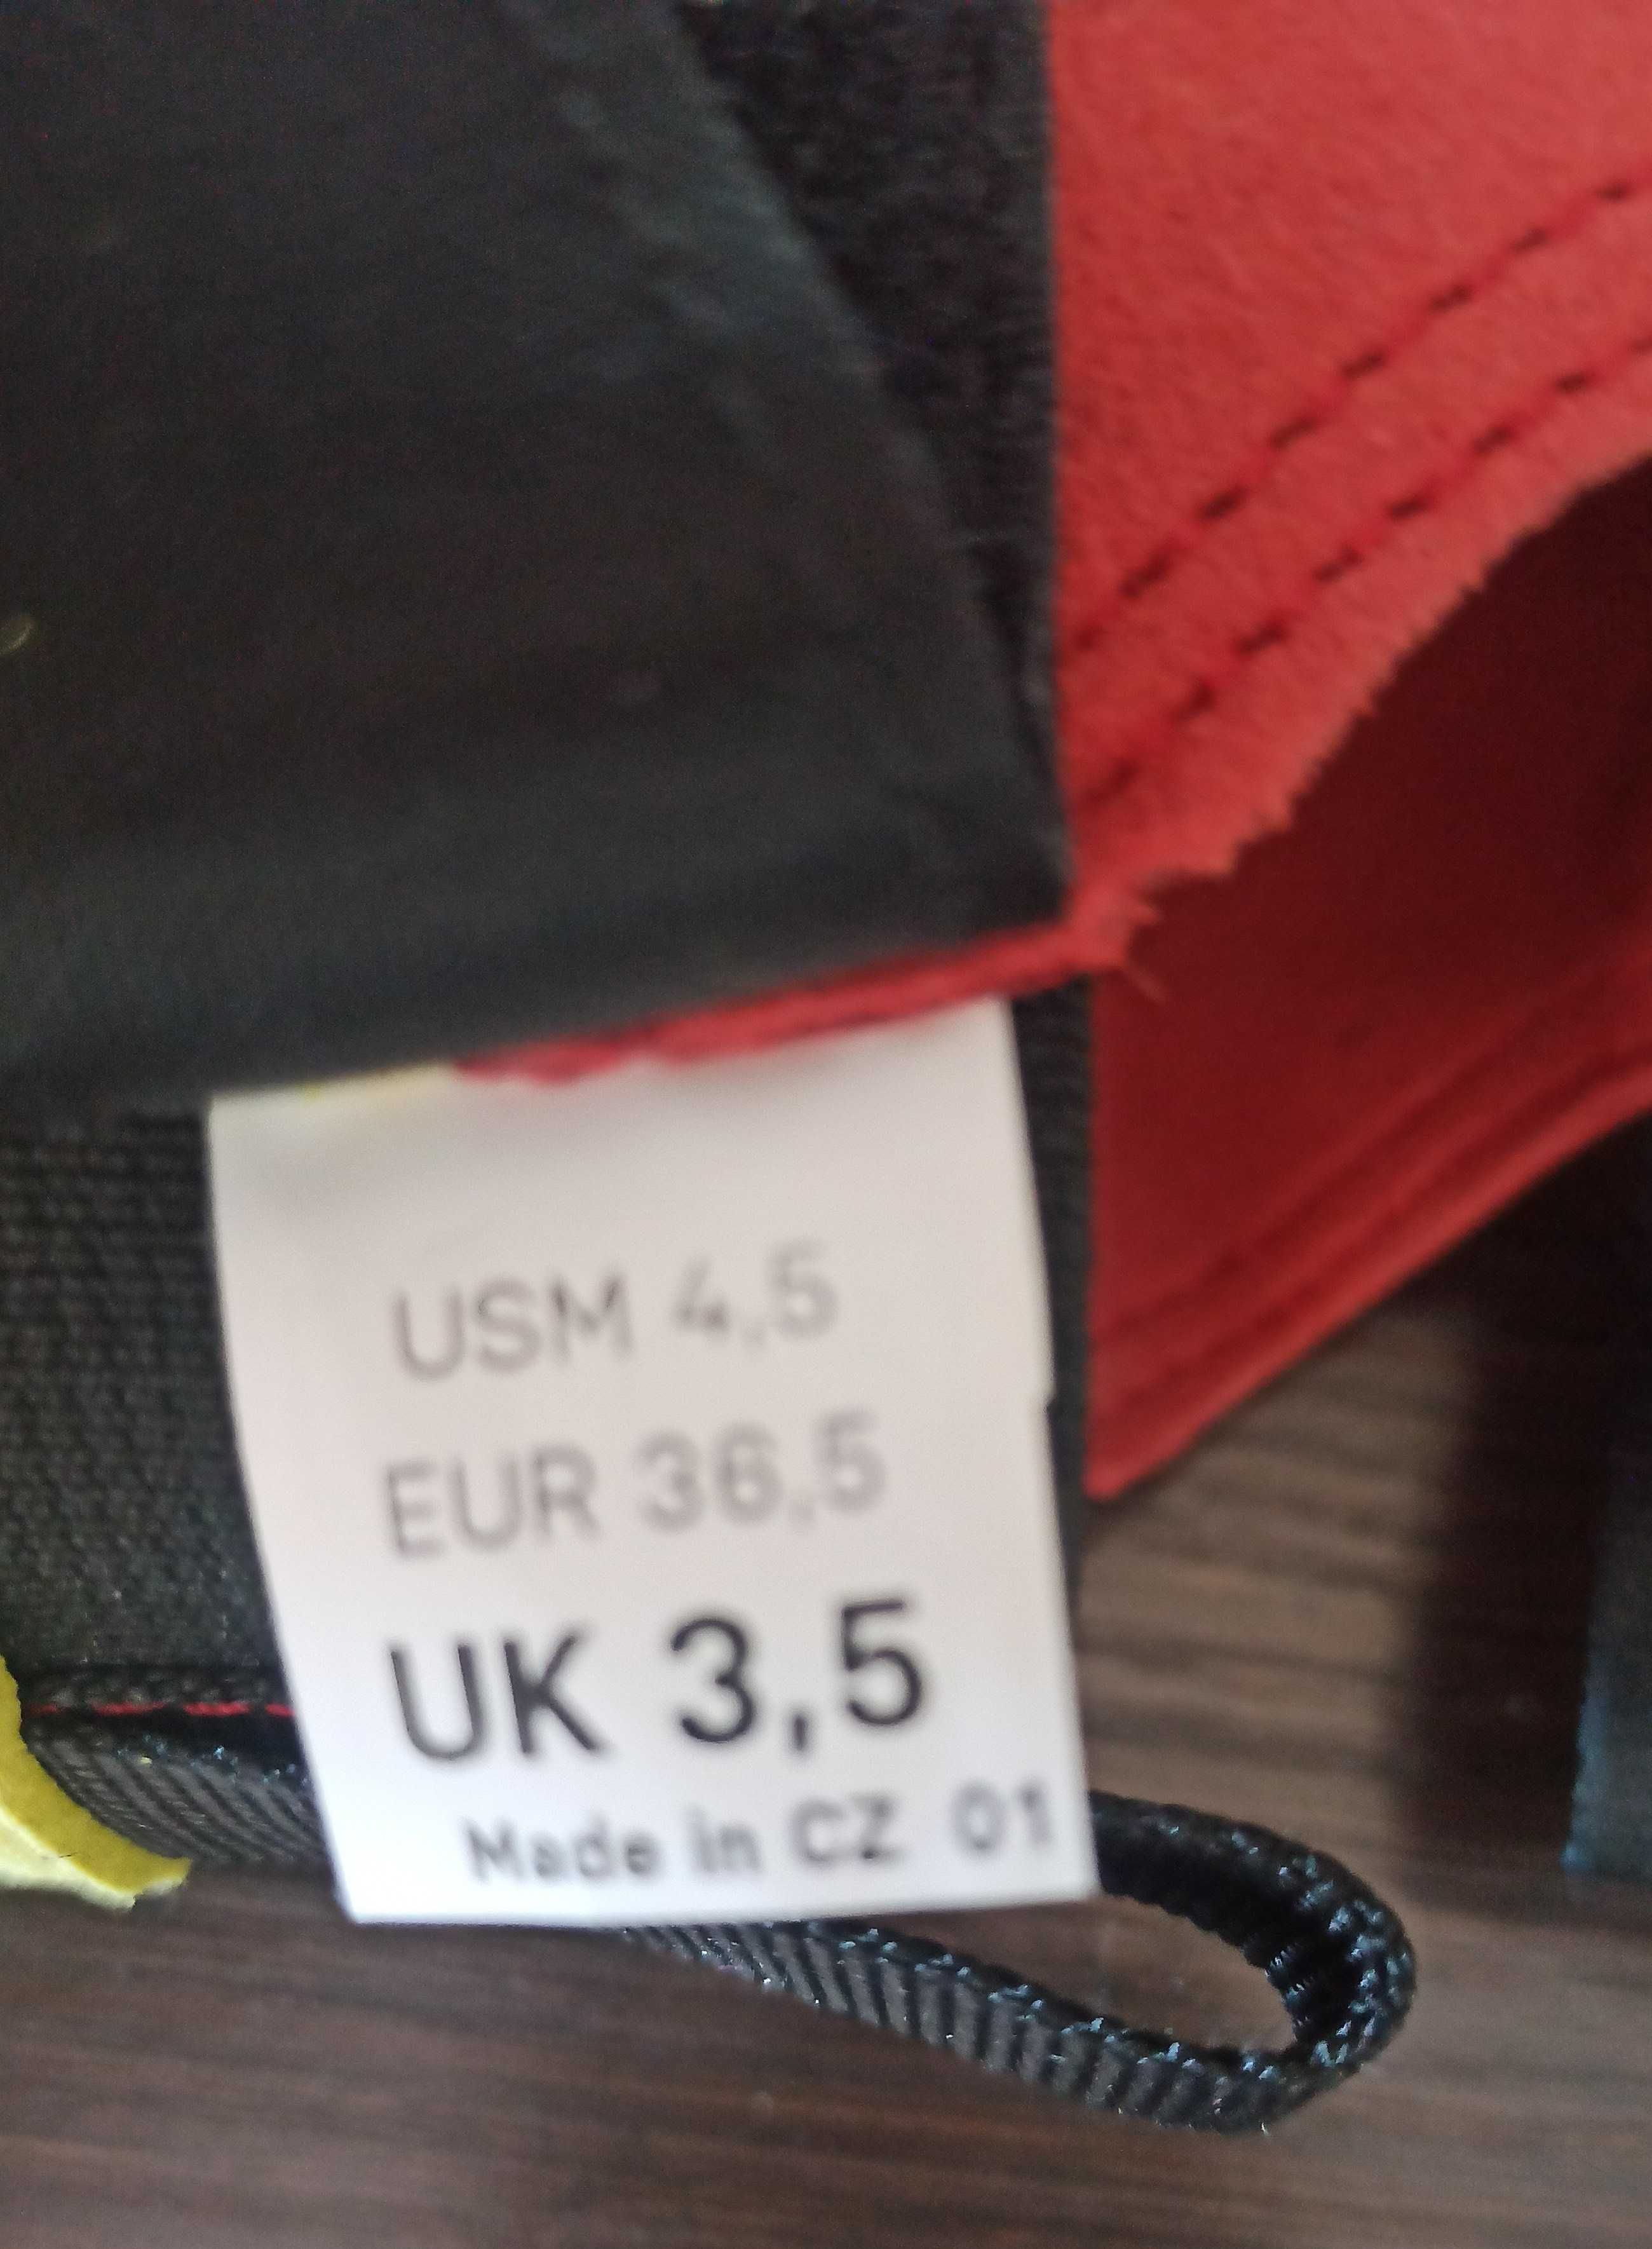 USM 4,5
EUR 36,5
UK 3,5
Made in CZ 01